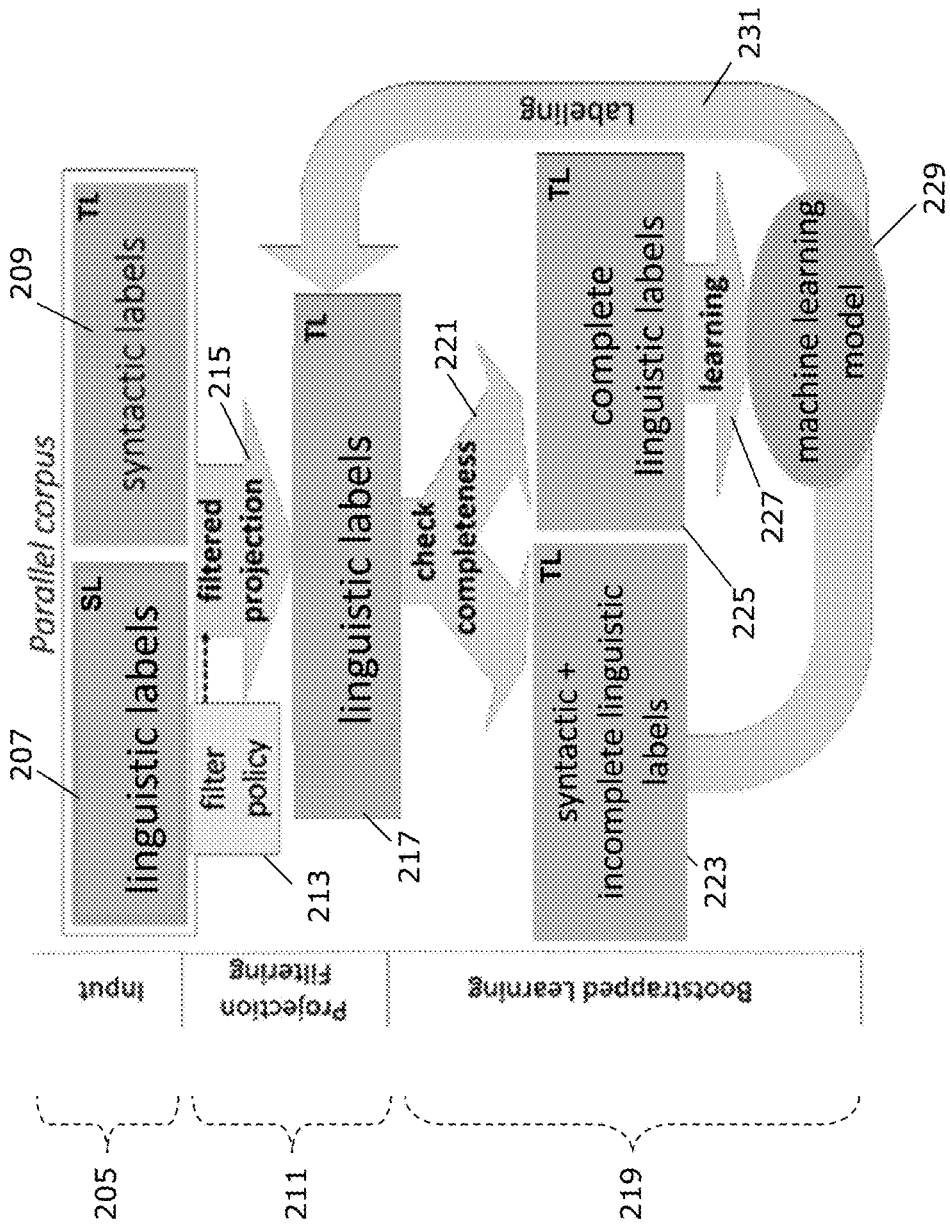 Parallel corpus
207
209
SL
linguistic labels
TL
syntactic labels
filter
policy
213
filtered
projection
215
TL
linguistic labels
217
check
completeness
221
TL
syntactic +
incomplete linguistic
labels
223
TL
complete
linguistic labels
225
learning
227
machine learning
model
229
Labeling
231
Input
Projection
Filtering
Bootstrapped Learning
205
211
219